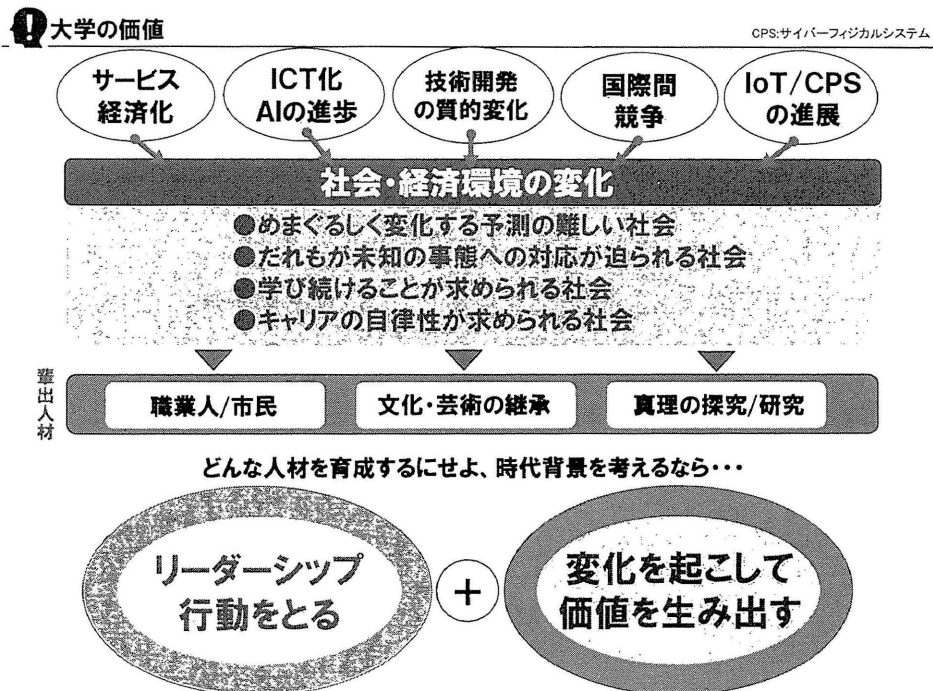 大学の価値
CPS:サイバーフィジカルシステム
サービス
経済化
ICT化
AIの進歩
技術開発
の質的変化
国際間
競争
IoT/CPS
の進展
社会・経済環境の変化
●めまぐるしく変化する予測の難しい社会
●だれもが未知の事態への対応が迫られる社会
●学び続けることが求められる社会
●キャリアの自律性が求められる社会
輩出人材
職業人/市民
文化・芸術の継承
真理の探究/研究
どんな人材を育成するにせよ、時代背景を考えるなら・・・
リーダーシップ
行動をとる
+
変化を起こして
価値を生み出す